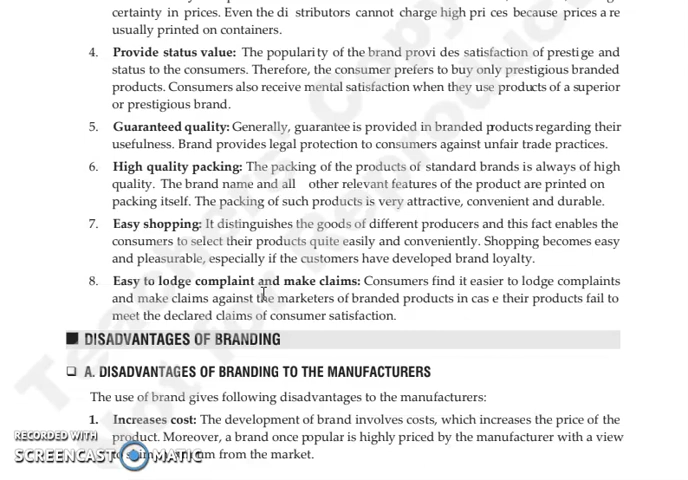 certainty in prices. Even the di stributors cannot charge high pri ces because prices a re
usually printed on containers.
4. Provide status value: The popularity of the brand provi des satisfaction of prestige and
status to the consumers. Therefore, the consumer prefers to buy only prestigious branded
products. Consumers also receive mental satisfaction when they use products of a superior
or prestigious brand.
5. Guaranteed quality: Generally, guarantee is provided in branded products regarding their
usefulness. Brand provides legal protection to consumers against unfair trade practices.
6. High quality packing: The packing of the products of standard brands is always of high
quality. The brand name and all other relevant features of the product are printed on
packing itself. The packing of such products is very attractive, convenient and durable.
7. Easy shopping: It distinguishes the goods of different producers and this fact enables the
consumers to select their products quite easily and conveniently. Shopping becomes easy
and pleasurable, especially if the customers have developed brand loyalty.
8. Easy to lodge complaint and make claims: Consumers find it easier to lodge complaints
and make claims against the marketers of branded products in cas e their products fail to
meet the declared claims of consumer satisfaction.
DISADVANTAGES OF BRANDING
A. DISADVANTAGES OF BRANDING TO THE MANUFACTURERS
The use of brand gives following disadvantages to the manufacturers:
1. Increases cost: The development of brand involves costs, which increases the price of the
product. Moreover, a brand once popular is highly priced by the manufacturer with a view
from the market.
RECORDED WITH
SCREENCAST MATIC